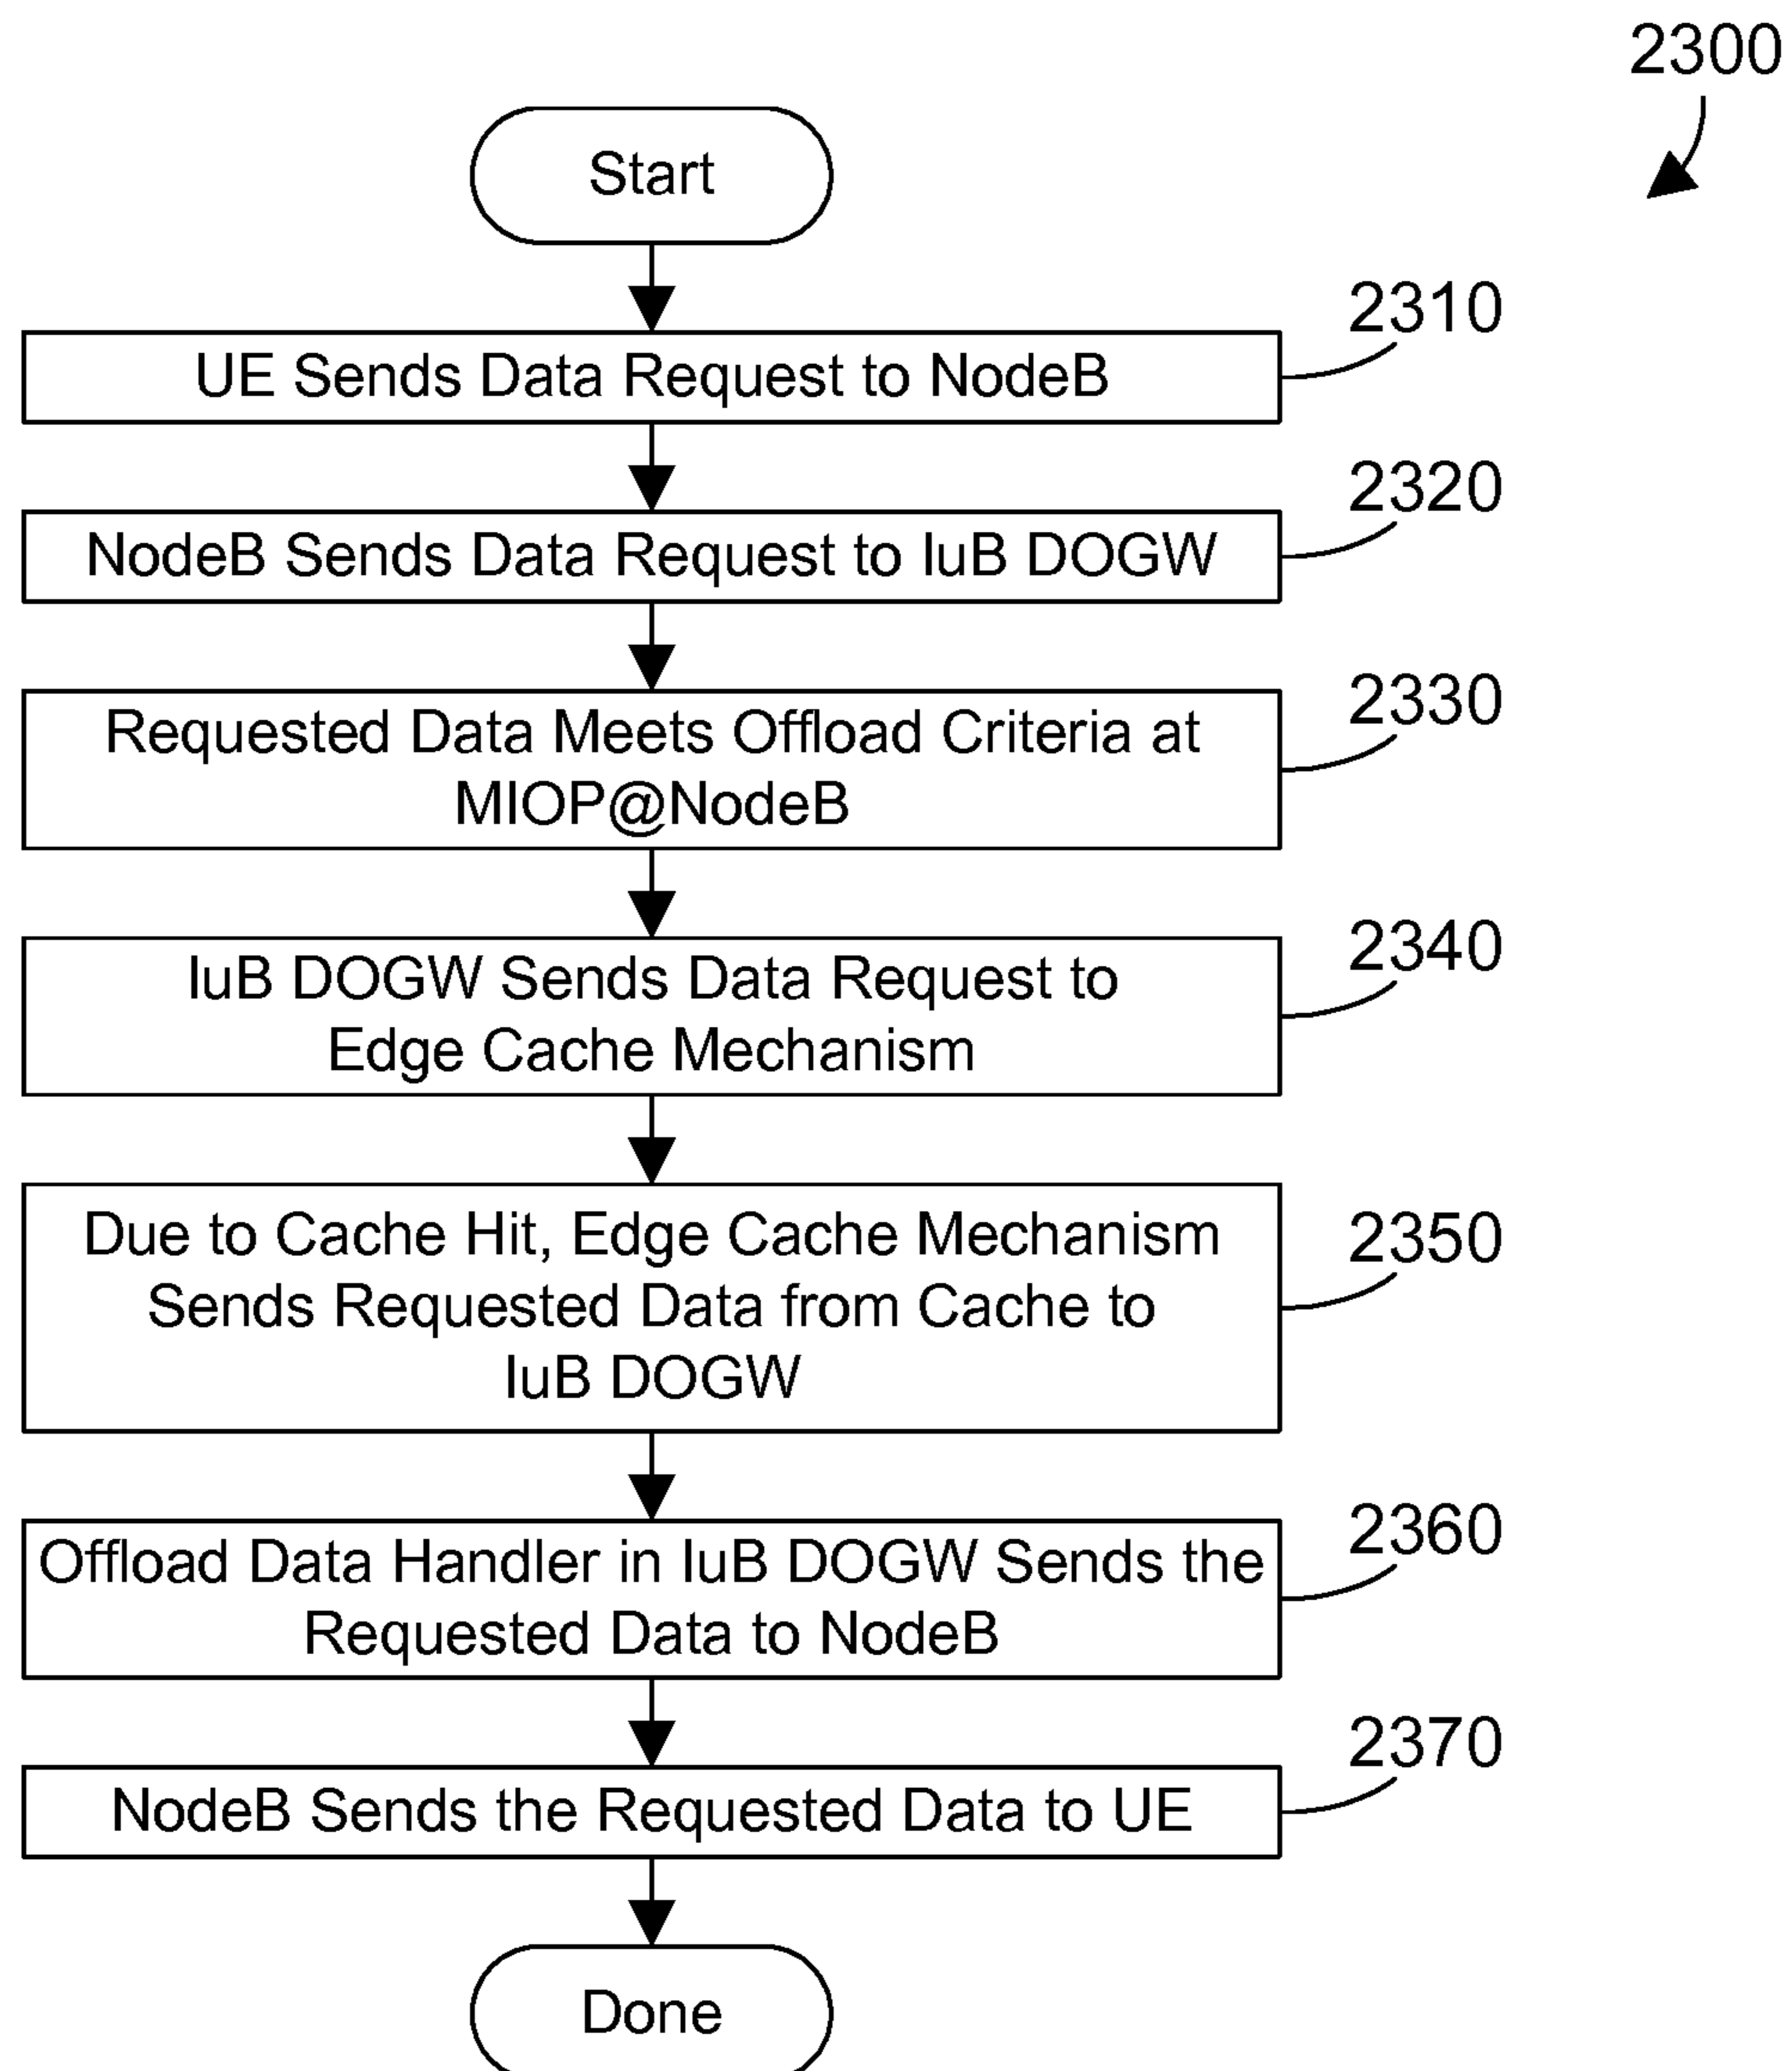 2300
Start
2310
UE Sends Data Request to NodeB
2320
NodeB Sends Data Request to IuB DOGW
2330
Requested Data Meets Offload Criteria at
MIOP@NodeB
2340
IuB DOGW Sends Data Request to
Edge Cache Mechanism
2350
Due to Cache Hit, Edge Cache Mechanism
Sends Requested Data from Cache to
IuB DOGW
2360
Offload Data Handler in IuB DOGW Sends the
Requested Data to NodeB
2370
NodeB Sends the Requested Data to UE
Done